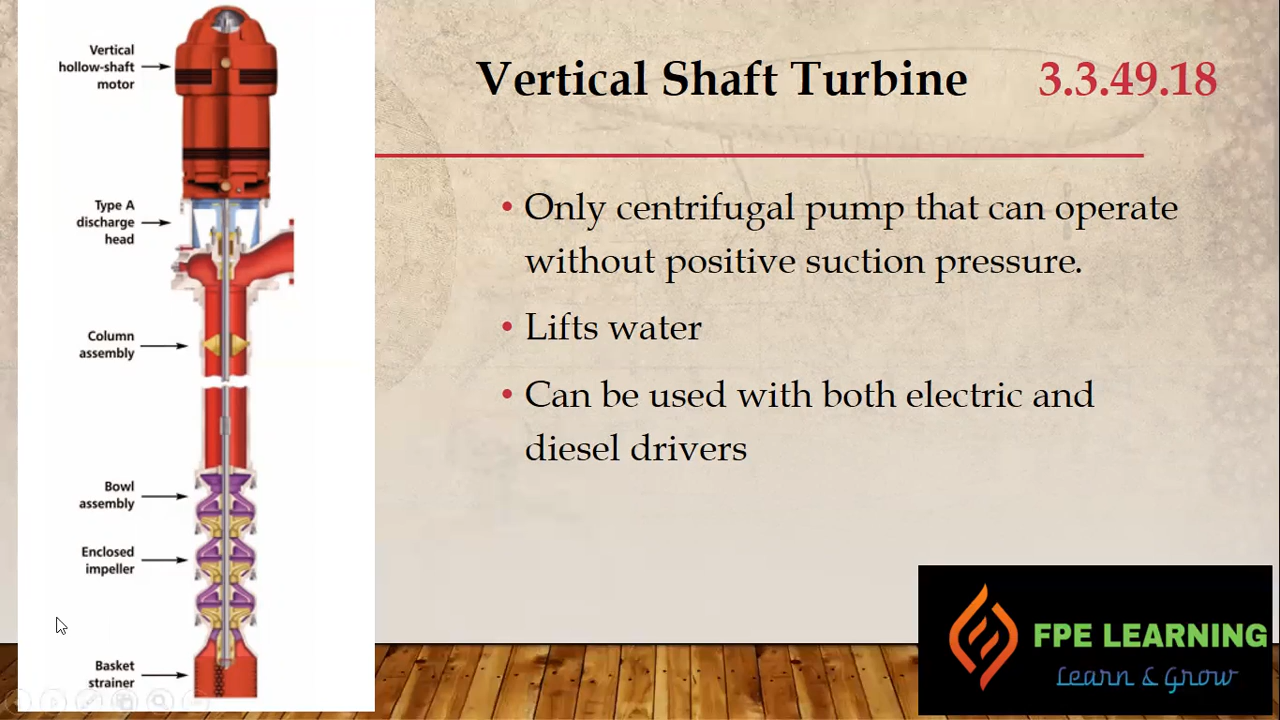 Vertical
hollow-shaft
motor
Type A
discharge
head
Column
assembly
Bowl
assembly
Enclosed
impeller
Basket
strainer
Vertical Shaft Turbine 3.3.49.18
• Only centrifugal pump that can operate
without positive suction pressure.
• Lifts water
• Can be used with both electric and
diesel drivers
FPE LEARNING
Learn & Grow